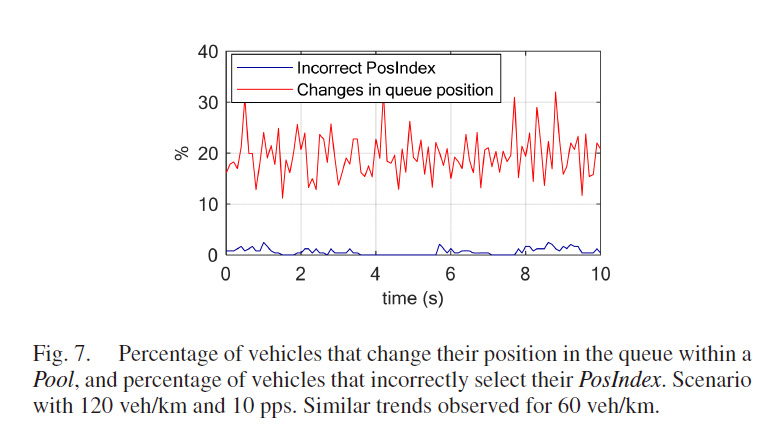 40
Incorrect PosIndex
Changes in queue position
30
%
20
10
0
0 2 4 6 8 10
time (s)
Fig. 7. Percentage of vehicles that change their position in the queue within a
Pool, and percentage of vehicles that incorrectly select their PosIndex. Scenario
with 120 veh/km and 10 pps. Similar trends observed for 60 veh/km.